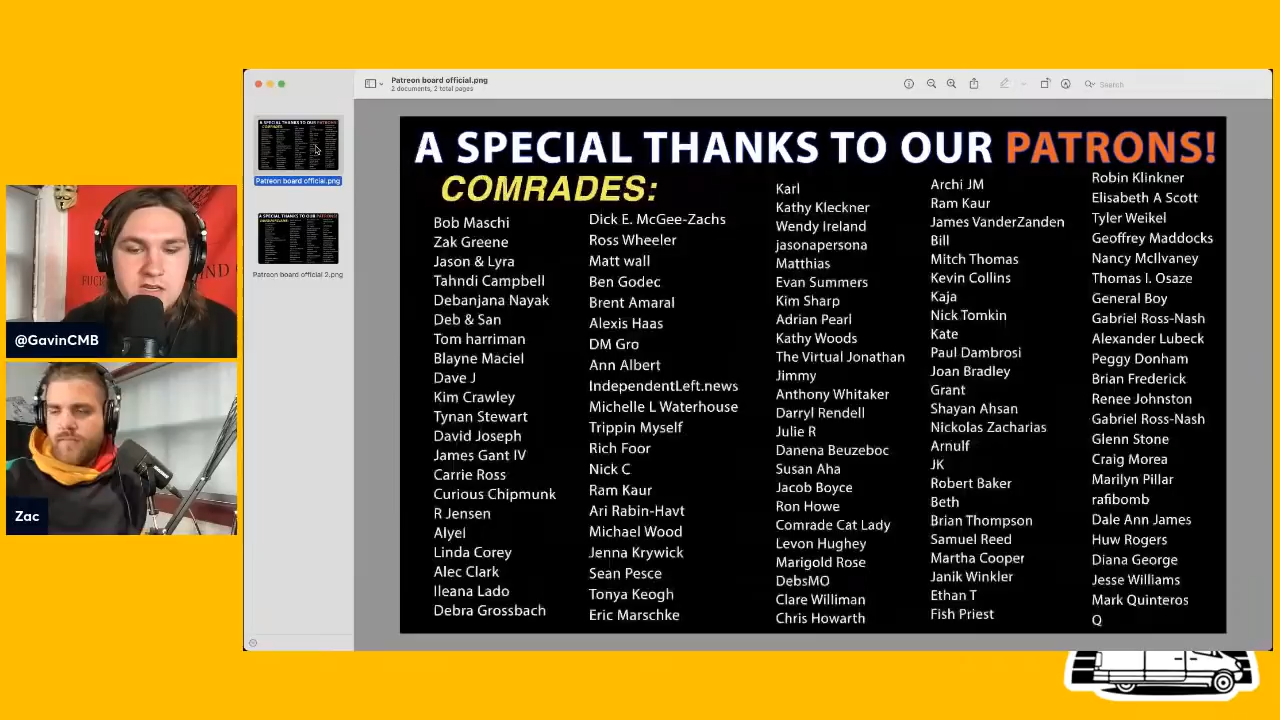 Patreon board official.png
2 documents, 2 total pages
Search
Patreon board official.png
Patreon board official 2.png
@GavinCMB
Zac
A SPECIAL THANKS TO OUR PATRONS!
COMRADES:
Bob Maschi
Zak Greene
Jason & Lyra
Tahndi Campbell
Debanjana Nayak
Deb & San
Tom harriman
Blayne Maciel
Dave J
Kim Crawley
Tynan Stewart
David Joseph
James Gant IV
Carrie Ross
Curious Chipmunk
R Jensen
Alyel
Linda Corey
Alec Clark
Ileana Lado
Debra Grossbach
Dick E. McGee-Zachs
Ross Wheeler
Matt wall
Ben Godec
Brent Amaral
Alexis Haas
DM Gro
Ann Albert
IndependentLeft.news
Michelle L Waterhouse
Trippin Myself
Rich Foor
Nick C
Ram Kaur
Ari Rabin-Havt
Michael Wood
Jenna Krywick
Sean Pesce
Tonya Keogh
Eric Marschke
Karl
Kathy Kleckner
Wendy Ireland
jasonapersona
Matthias
Evan Summers
Kim Sharp
Adrian Pearl
Kathy Woods
The Virtual Jonathan
Jimmy
Anthony Whitaker
Darryl Rendell
Julie R
Danena Beuzeboc
Susan Aha
Jacob Boyce
Ron Howe
Comrade Cat Lady
Levon Hughey
Marigold Rose
DebsMO
Clare Williman
Chris Howarth
Archi JM
Ram Kaur
James VanderZanden
Bill
Mitch Thomas
Kevin Collins
Kaja
Nick Tomkin
Kate
Paul Dambrosi
Joan Bradley
Grant
Shayan Ahsan
Nickolas Zacharias
Arnulf
JK
Robert Baker
Beth
Brian Thompson
Samuel Reed
Martha Cooper
Janik Winkler
Ethan T
Fish Priest
Robin Klinkner
Elisabeth A Scott
Tyler Weikel
Geoffrey Maddocks
Nancy McIlvaney
Thomas I. Osaze
General Boy
Gabriel Ross-Nash
Alexander Lubeck
Peggy Donham
Brian Frederick
Renee Johnston
Gabriel Ross-Nash
Glenn Stone
Craig Morea
Marilyn Pillar
rafibomb
Dale Ann James
Huw Rogers
Diana George
Jesse Williams
Mark Quinteros
Q